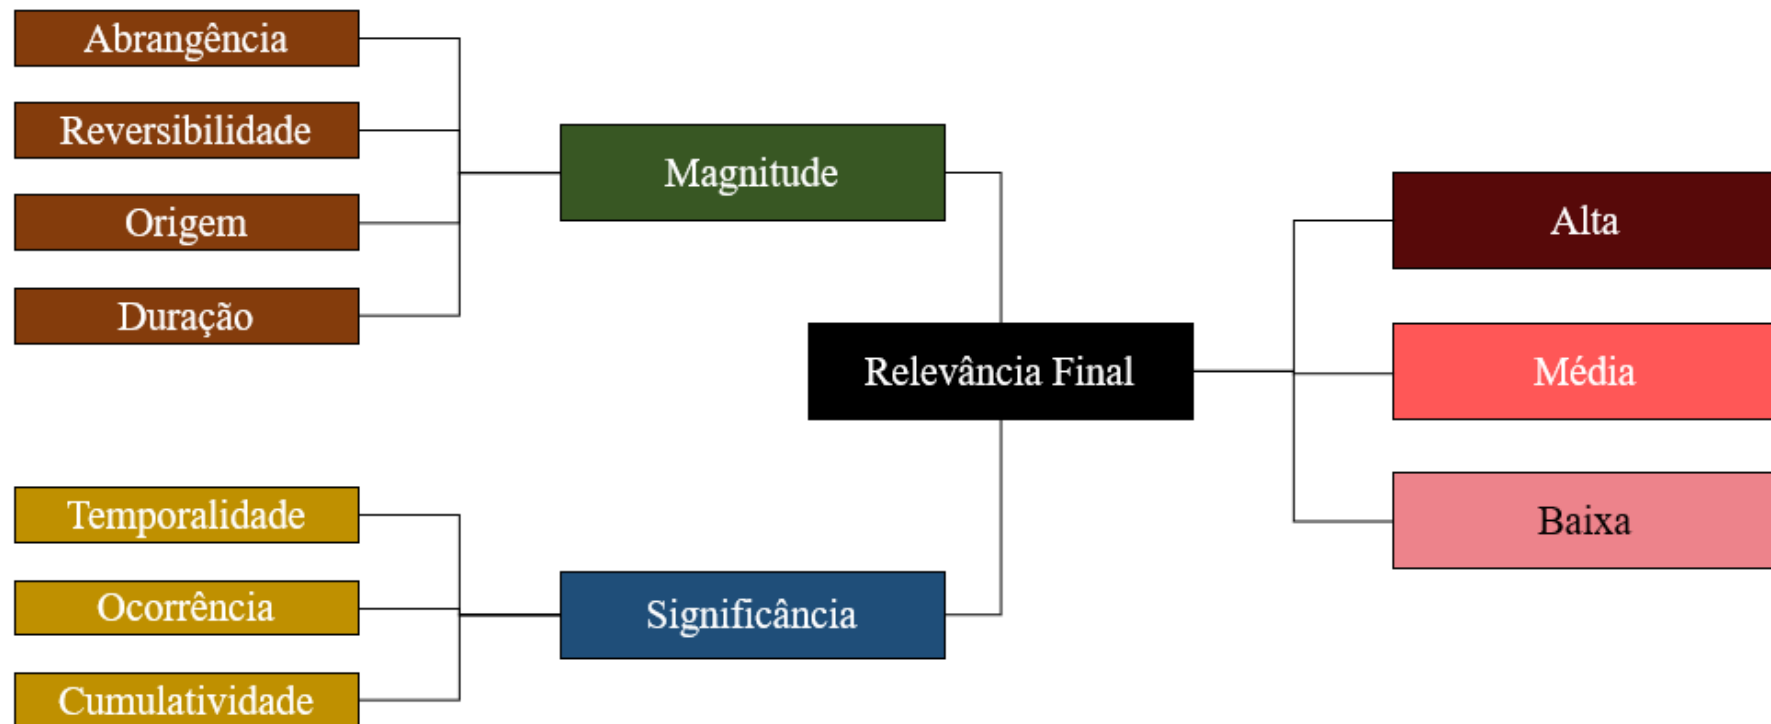 Abrangência
Reversibilidade
Origem
Duração
Magnitude
Relevância Final
Alta
Média
Baixa
Temporalidade
Ocorrência
Cumulatividade
Significância